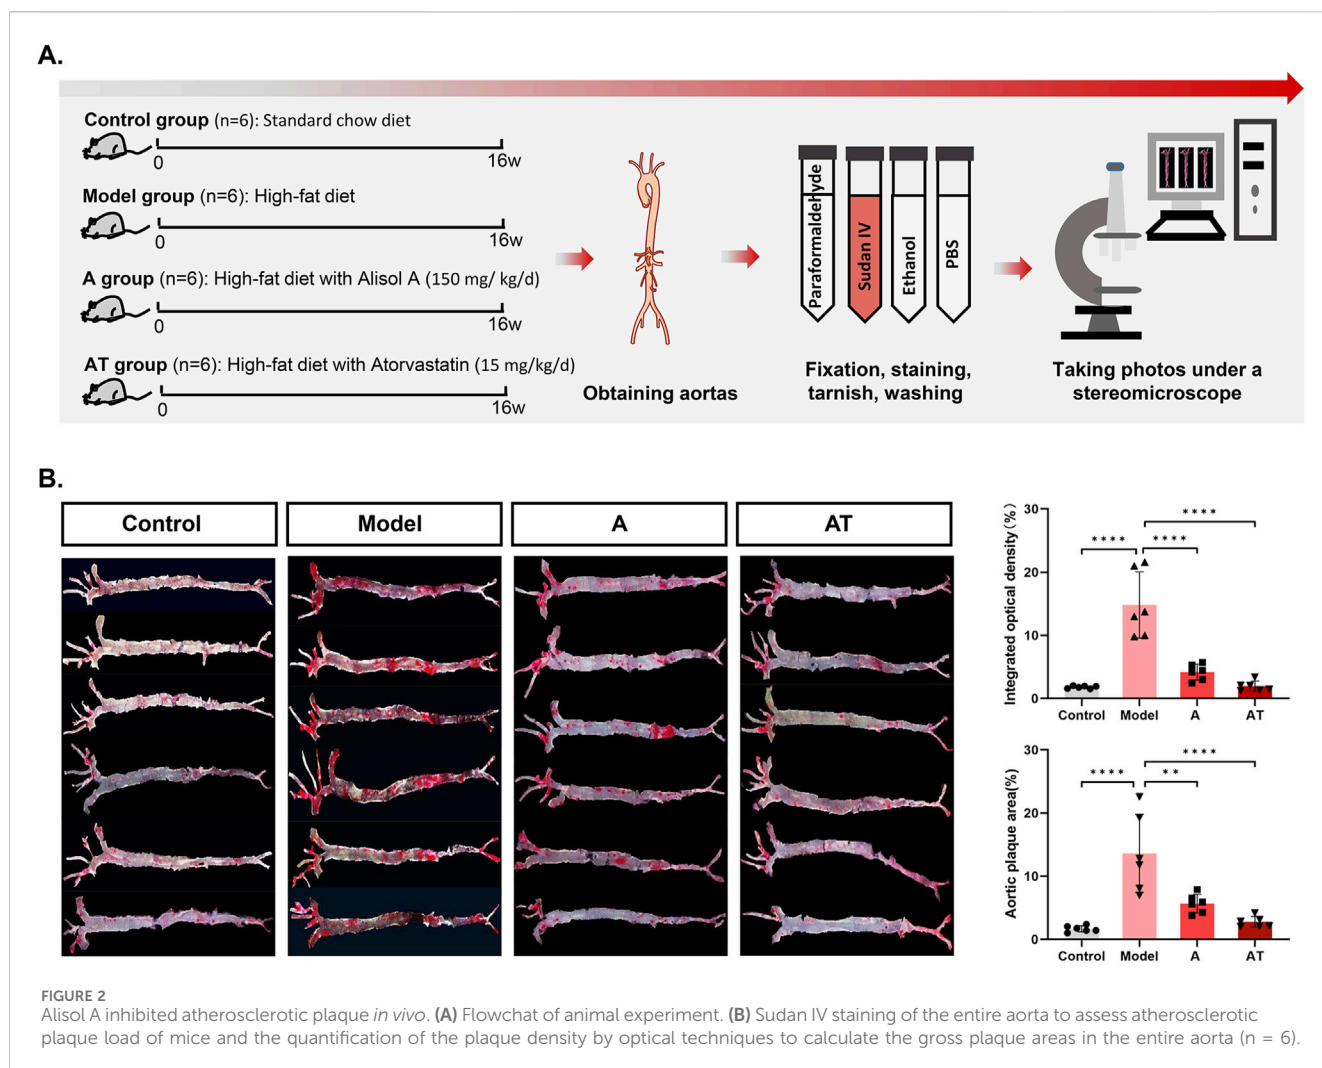 A.
Control group (n=6): Standard chow diet
0
16w
Model group (n=6): High-fat diet
0
16w
A group (n=6): High-fat diet with Alisol A (150 mg/ kg/d)
0
16w
AT group (n=6): High-fat diet with Atorvastatin (15 mg/kg/d)
0
16w
Obtaining aortas
Paraformaldehyde
Sudan IV
Ethanol
PBS
Fixation, staining,
tarnish, washing
Taking photos under a
stereomicroscope
B.
Control
Model
A
AT
Integrated optical density (%)
30
20
10
0
****
****
****
Control
Model
A
AT
Aortic plaque area(%)
30
20
10
0
****
**
****
Control
Model
A
AT
FIGURE 2
Alisol A inhibited atherosclerotic plaque in vivo. (A) Flowchat of animal experiment. (B) Sudan IV staining of the entire aorta to assess atherosclerotic
plaque load of mice and the quantification of the plaque density by optical techniques to calculate the gross plaque areas in the entire aorta (n = 6).